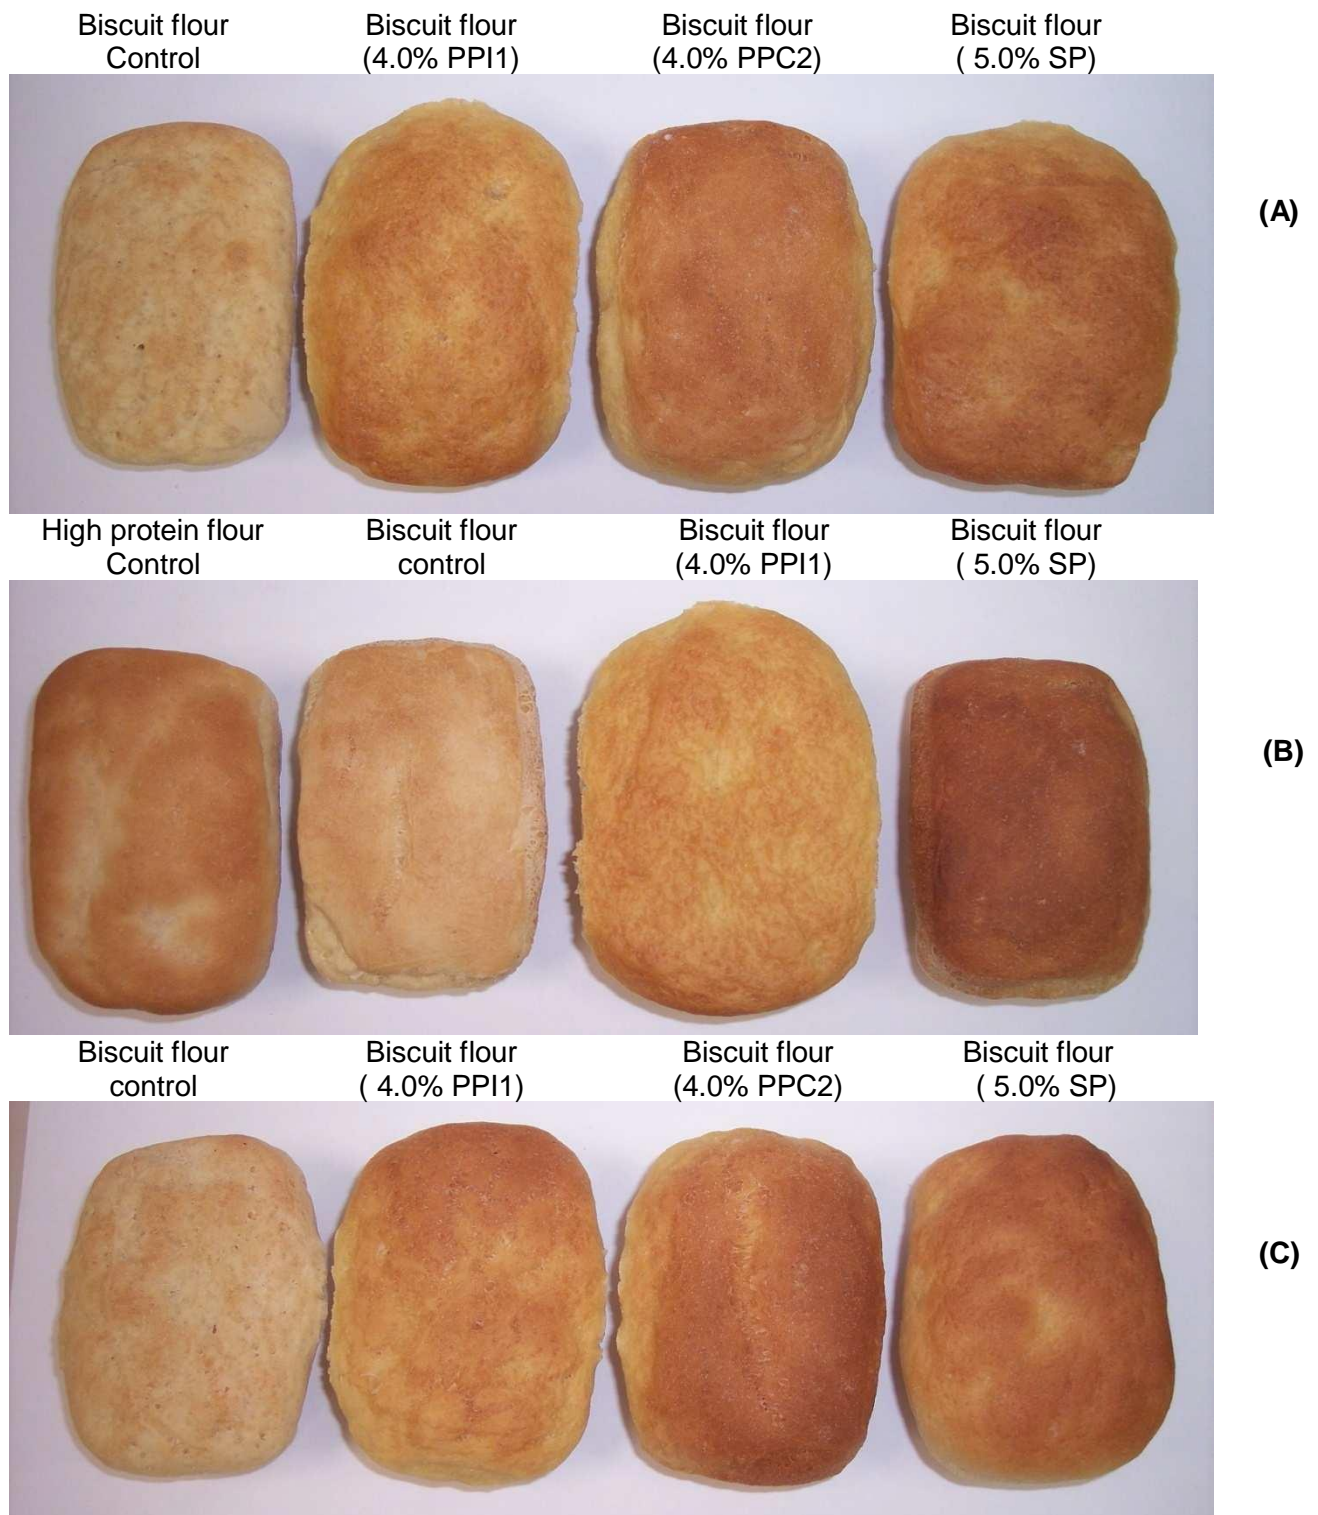 Biscuit flour Control
Biscuit flour (4.0% PPI1)
Biscuit flour (4.0% PPC2)
Biscuit flour ( 5.0% SP)
(A)
High protein flour Control
Biscuit flour control
Biscuit flour (4.0% PPI1)
Biscuit flour ( 5.0% SP)
(B)
Biscuit flour control
Biscuit flour ( 4.0% PPI1)
Biscuit flour (4.0% PPC2)
Biscuit flour ( 5.0% SP)
(C)